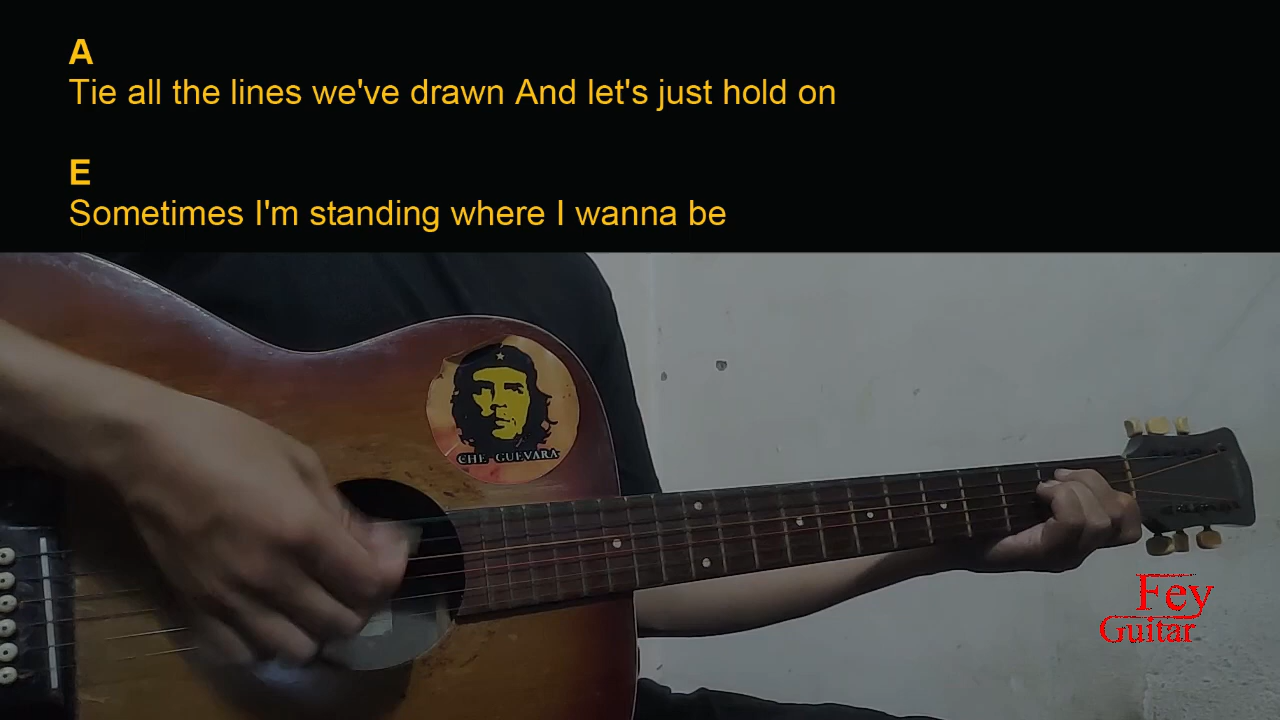 A
Tie all the lines we've drawn And let's just hold on
E
Sometimes I'm standing where I wanna be
CHE GUEVARA
Fey
Guitar